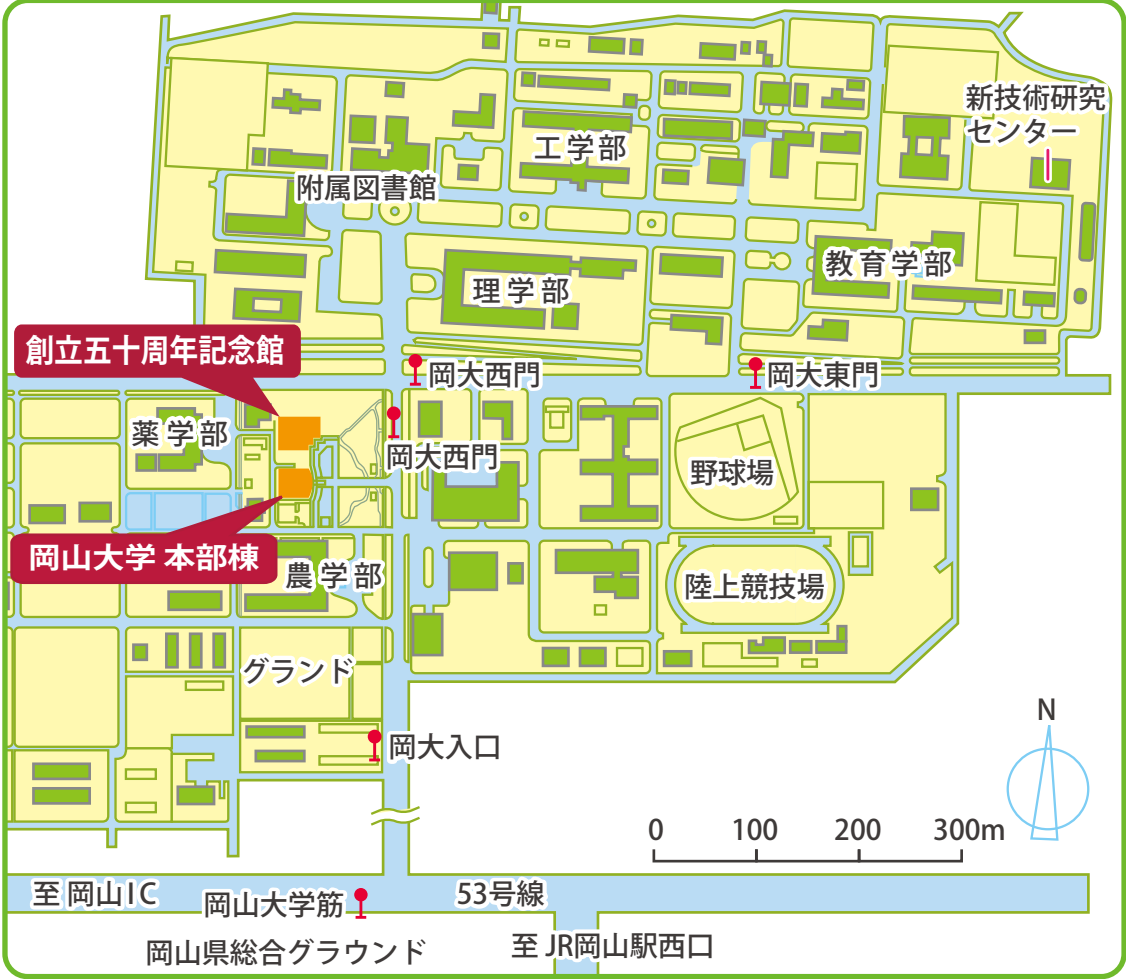 新技術研究
センター
工学部
附属図書館
教育学部
理学部
創立五十周年記念館
岡大西門
岡大東門
薬学部
岡大西門
野球場
岡山大学 本部棟
農学部
陸上競技場
グランド
N
岡大入口
0 100 200 300m
至 岡山IC
岡山大学筋
53号線
岡山県総合グラウンド
至 JR岡山駅西口